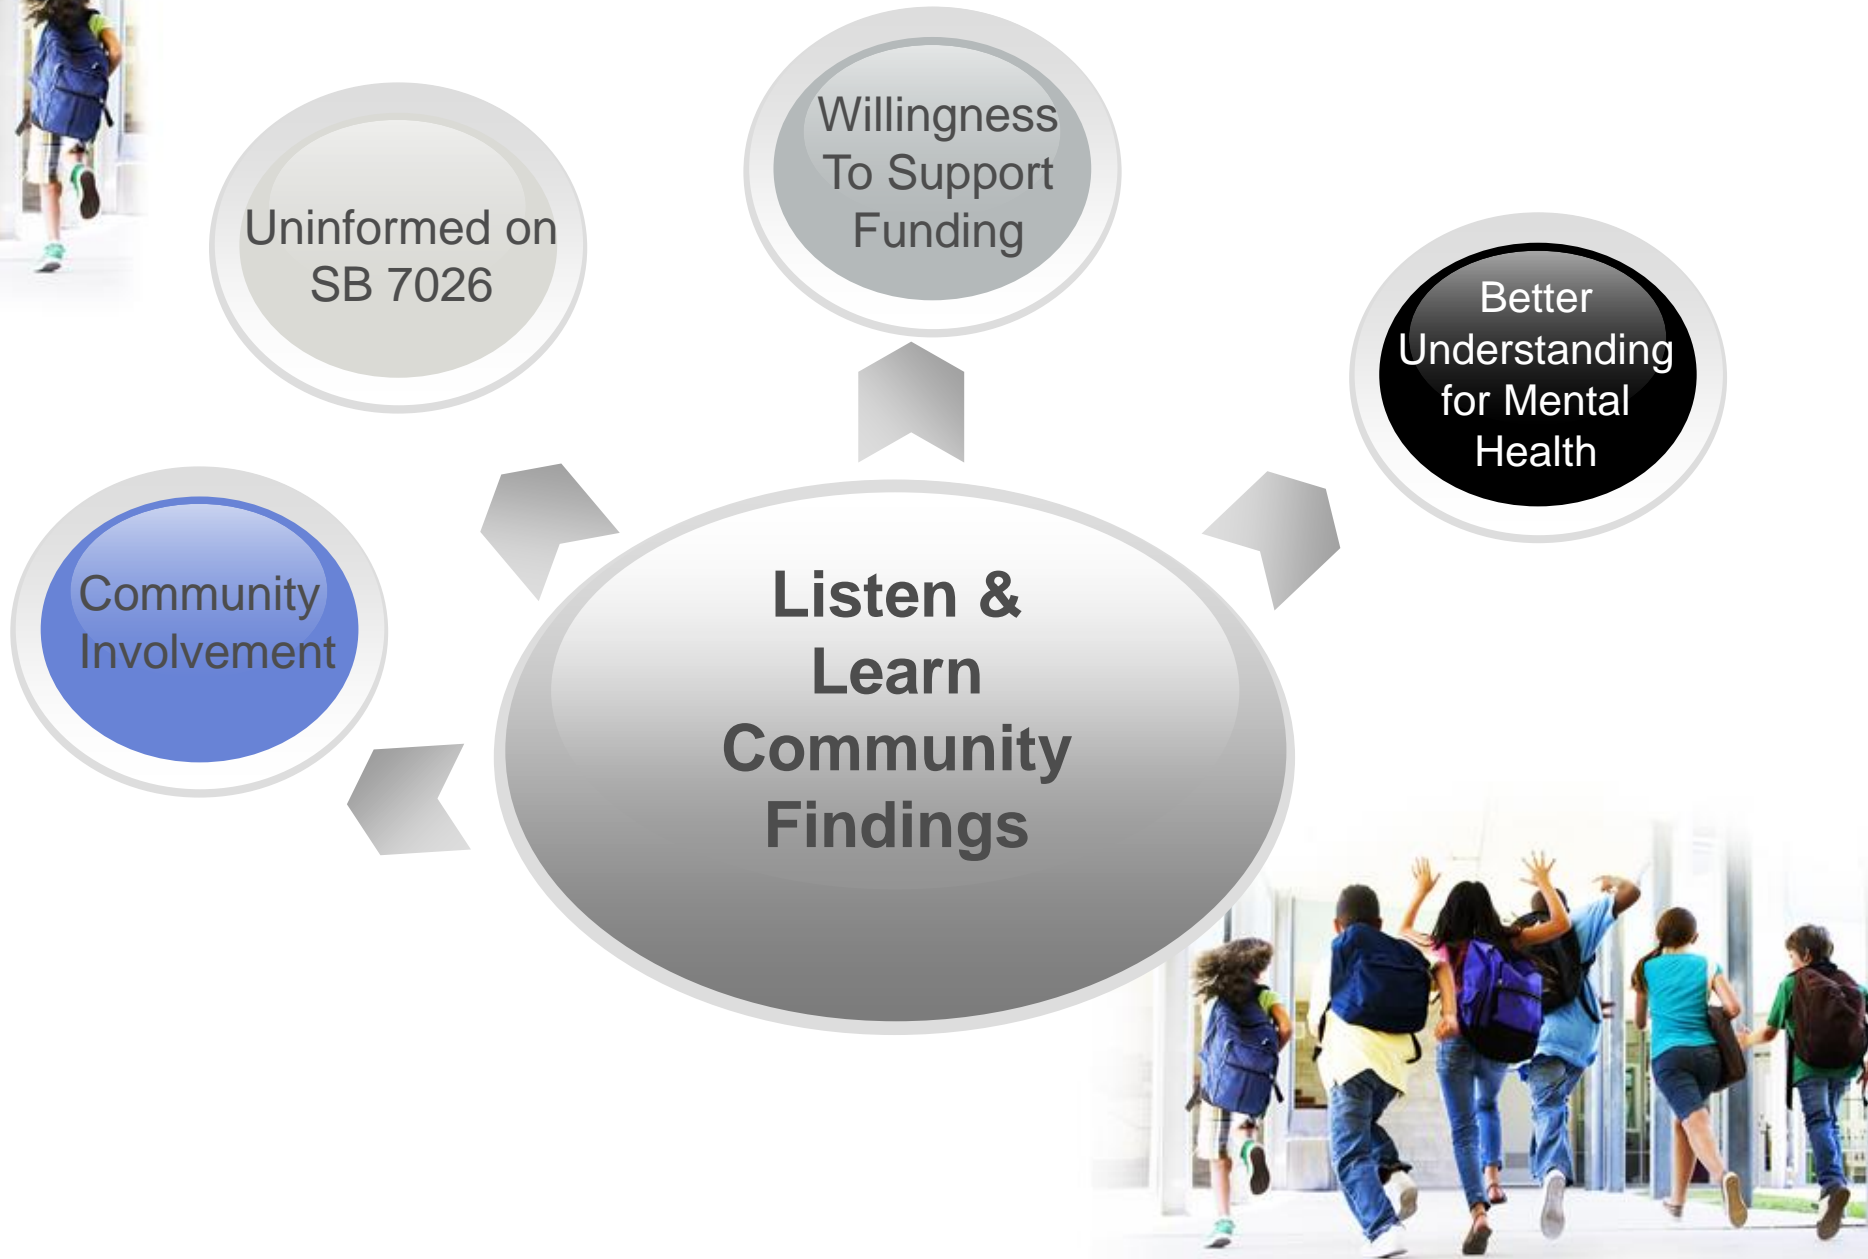 Willingness
To Support
Funding
Uninformed on
SB 7026
Better
Understanding
for Mental
Health
Community
Involvement
Listen &
Learn
Community
Findings